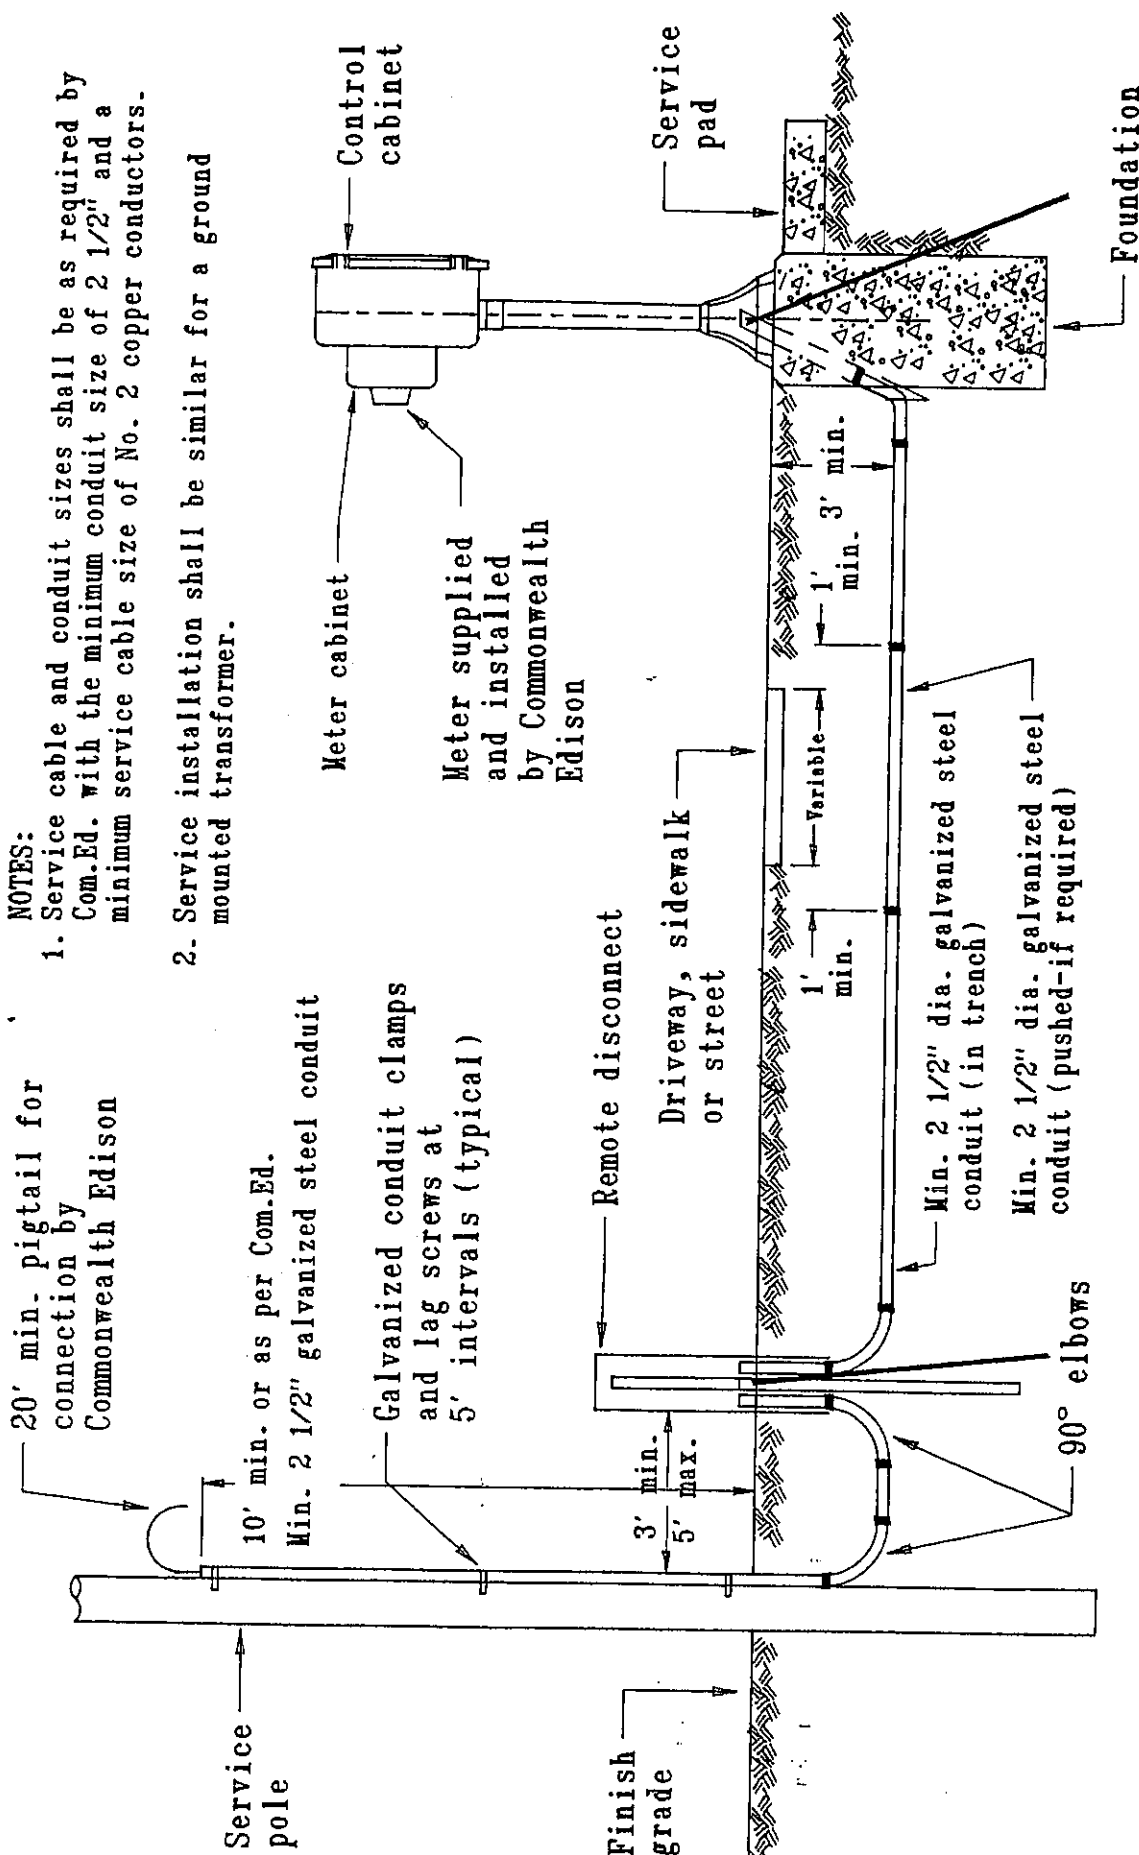 NOTES:
1. Service cable and conduit sizes shall be as required by
Com.Ed. with the minimum conduit size of 2 1/2" and a
minimum service cable size of No. 2 copper conductors.
2. Service installation shall be similar for a ground
mounted transformer.
20' min. pigtail for
connection by
Commonwealth Edison
10' min. or as per Com.Ed.
Min. 2 1/2" galvanized steel conduit
Galvanized conduit clamps
and lag screws at
5' intervals (typical)
Service
pole
Control
cabinet
Meter cabinet
Meter supplied
and installed
by Commonwealth
Edison
Service
pad
Remote disconnect
Driveway, sidewalk
or street
3' min.
5' max.
Finish
grade
1'
min.
Variable
1'
min.
3' min.
Min. 2 1/2" dia. galvanized steel
conduit (in trench)
Min. 2 1/2" dia. galvanized steel
conduit (pushed-if required)
90° elbows
Foundation